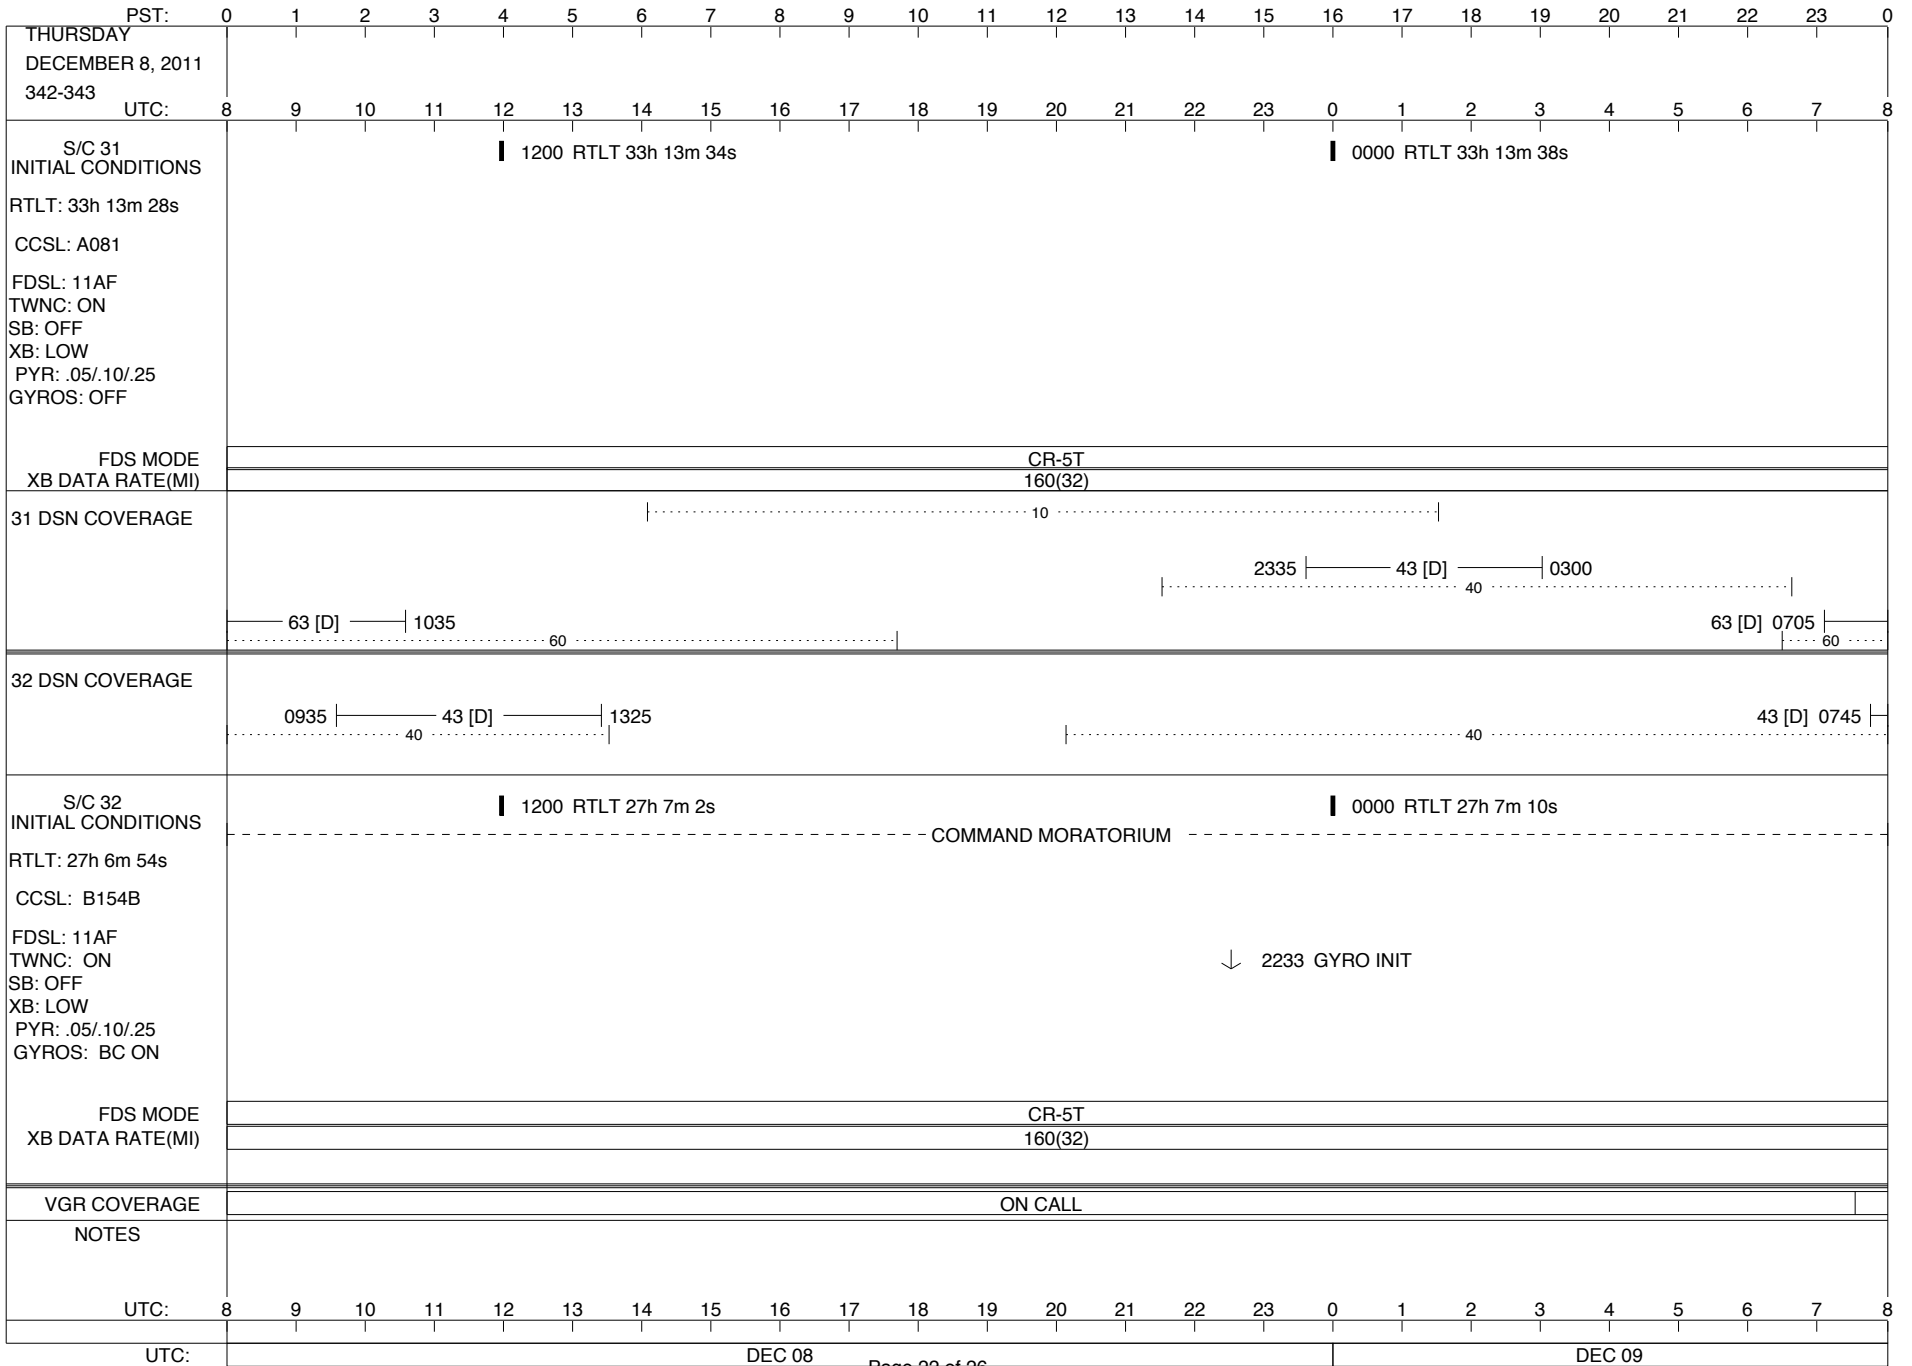 PST: 0 1 2 3 4 5 6 7 8 9 10 11 12 13 14 15 16 17 18 19 20 21 22 23 0
THURSDAY
DECEMBER 8, 2011
342-343
UTC: 8 9 10 11 12 13 14 15 16 17 18 19 20 21 22 23 0 1 2 3 4 5 6 7 8
S/C 31
INITIAL CONDITIONS
1200 RTLT 33h 13m 34s
0000 RTLT 33h 13m 38s
RTLT: 33h 13m 28s
CCSL: A081
FDSL: 11AF
TWNC: ON
SB: OFF
XB: LOW
PYR: .05/.10/.25
GYROS: OFF
FDS MODE CR-5T
XB DATA RATE(MI) 160(32)
31 DSN COVERAGE
10
2335 43 [D] 0300
40
63 [D] 1035
63 [D] 0705
60
60
32 DSN COVERAGE
0935 43 [D] 1325
43 [D] 0745
40
40
S/C 32
INITIAL CONDITIONS
1200 RTLT 27h 7m 2s
0000 RTLT 27h 7m 10s
COMMAND MORATORIUM
RTLT: 27h 6m 54s
CCSL: B154B
FDSL: 11AF
TWNC: ON
2233 GYRO INIT
SB: OFF
XB: LOW
PYR: .05/.10/.25
GYROS: BC ON
FDS MODE CR-5T
XB DATA RATE(MI) 160(32)
VGR COVERAGE ON CALL
NOTES
UTC: 8 9 10 11 12 13 14 15 16 17 18 19 20 21 22 23 0 1 2 3 4 5 6 7 8
UTC: DEC 08 DEC 09
Page 22 of 26